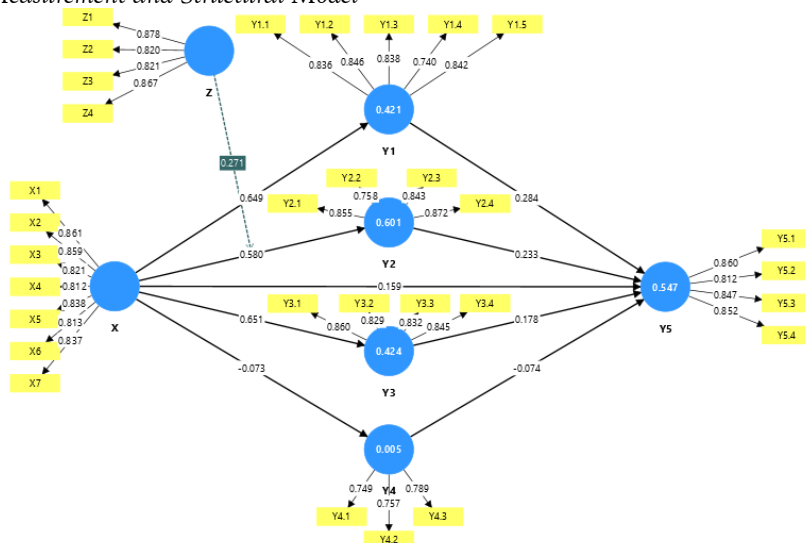 Measurement and Structural Model
Z1
Z2
Z3
Z4
0.878
0.820
0.821
0.867
Z
Y1.1
Y1.2
Y1.3
Y1.4
Y1.5
0.836
0.846
0.838
0.740
0.842
0.421
Y1
0.271
0.649
0.284
X1
X2
X3
X4
X5
X6
X7
0.861
0.859
0.821
-0.812-
0.838
0.813
0.837
X
Y2.2
Y2.3
Y2.1
Y2.4
0.758
0.843
0.855
0.872
0.601
Y2
0.580
0.233
0.159
Y5.1
Y5.2
Y5.3
Y5.4
0.860
0.812
0.847
0.852
0.547
Y5
Y3.1
Y3.2
Y3.3
Y3.4
0.860
0.829
0.832
0.845
0.424
Y3
0.651
0.178
-0.073
-0.074
0.005
Y4
0.749
0.757
0.789
Y4.1
Y4.2
Y4.3